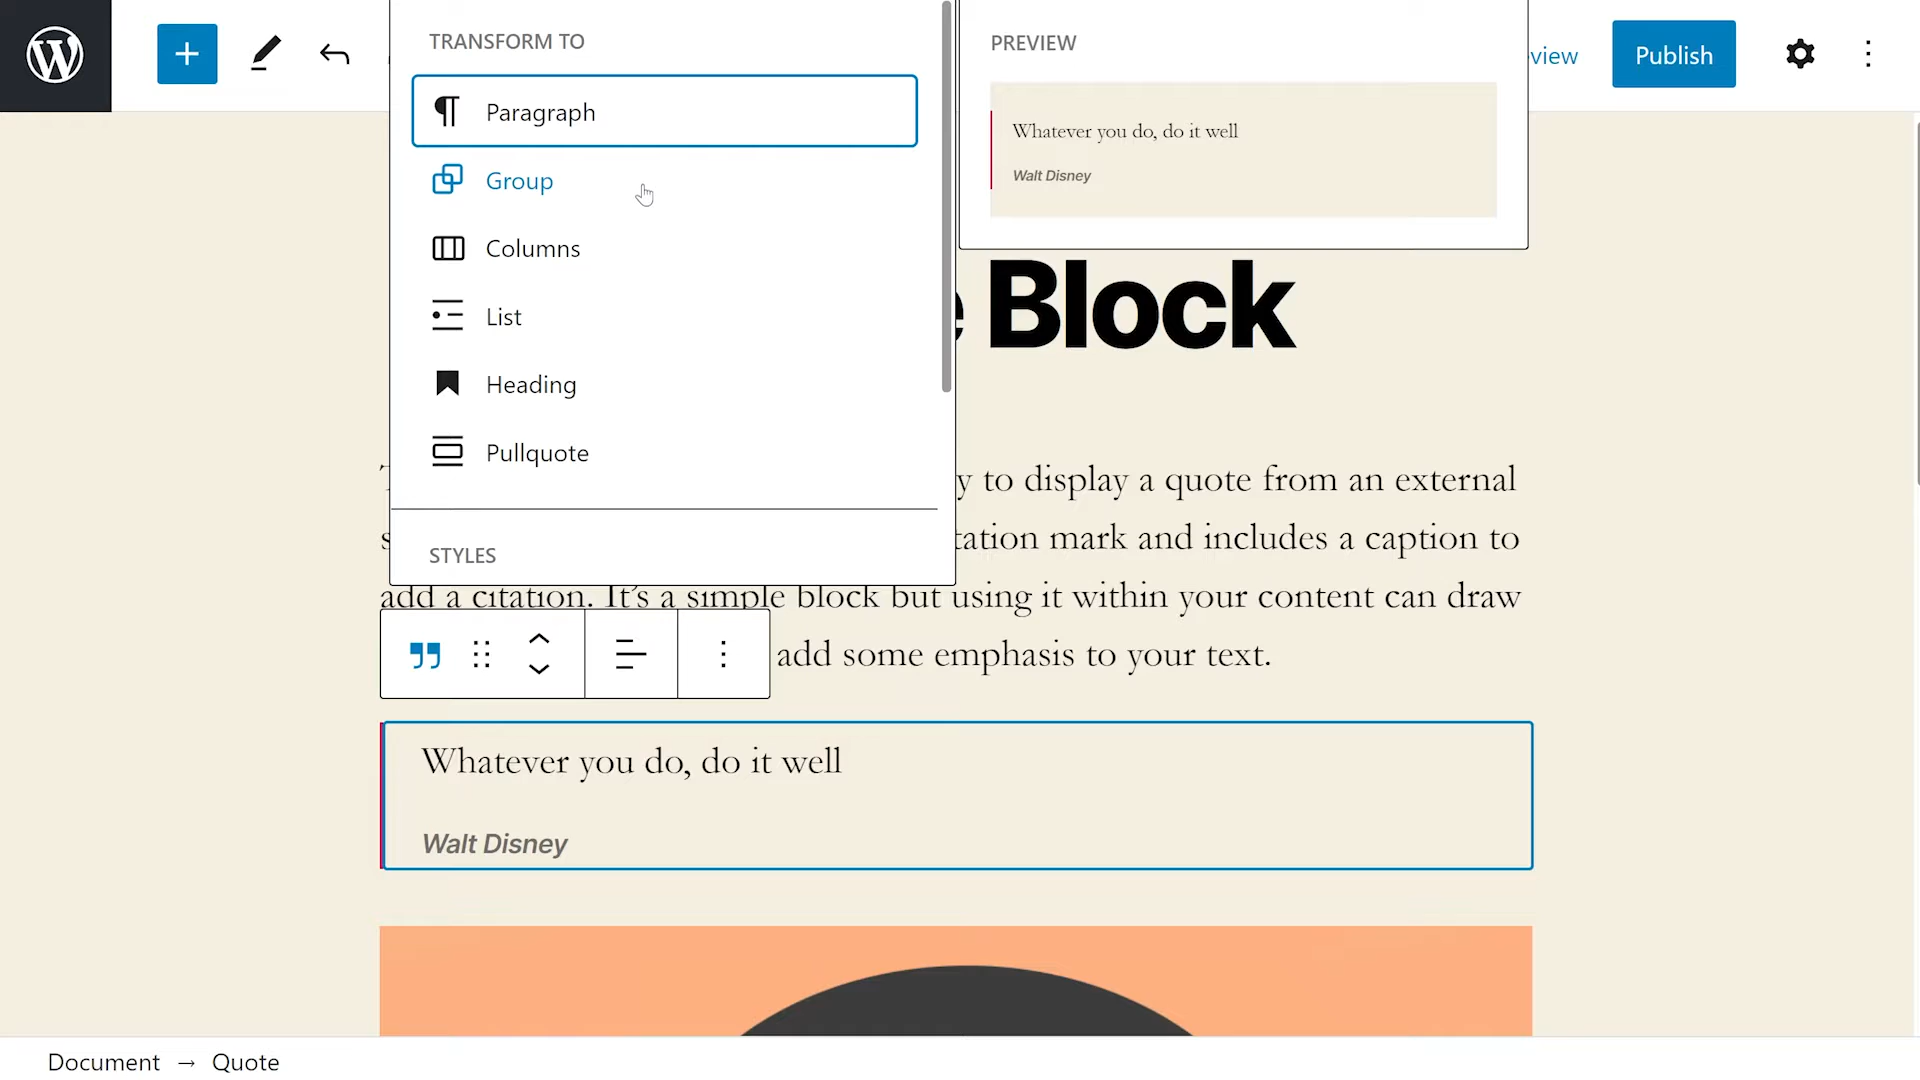 TRANSFORM TO
Paragraph
Group
Columns
List
Heading
Pullquote
STYLES
PREVIEW
Whatever you do, do it well
Walt Disney
view
Publish
Block
y to display a quote from an external
tation mark and includes a caption to
add a citation. It's a simple block but using it within your content can draw
add some emphasis to your text.
Whatever you do, do it well
Walt Disney
Document → Quote